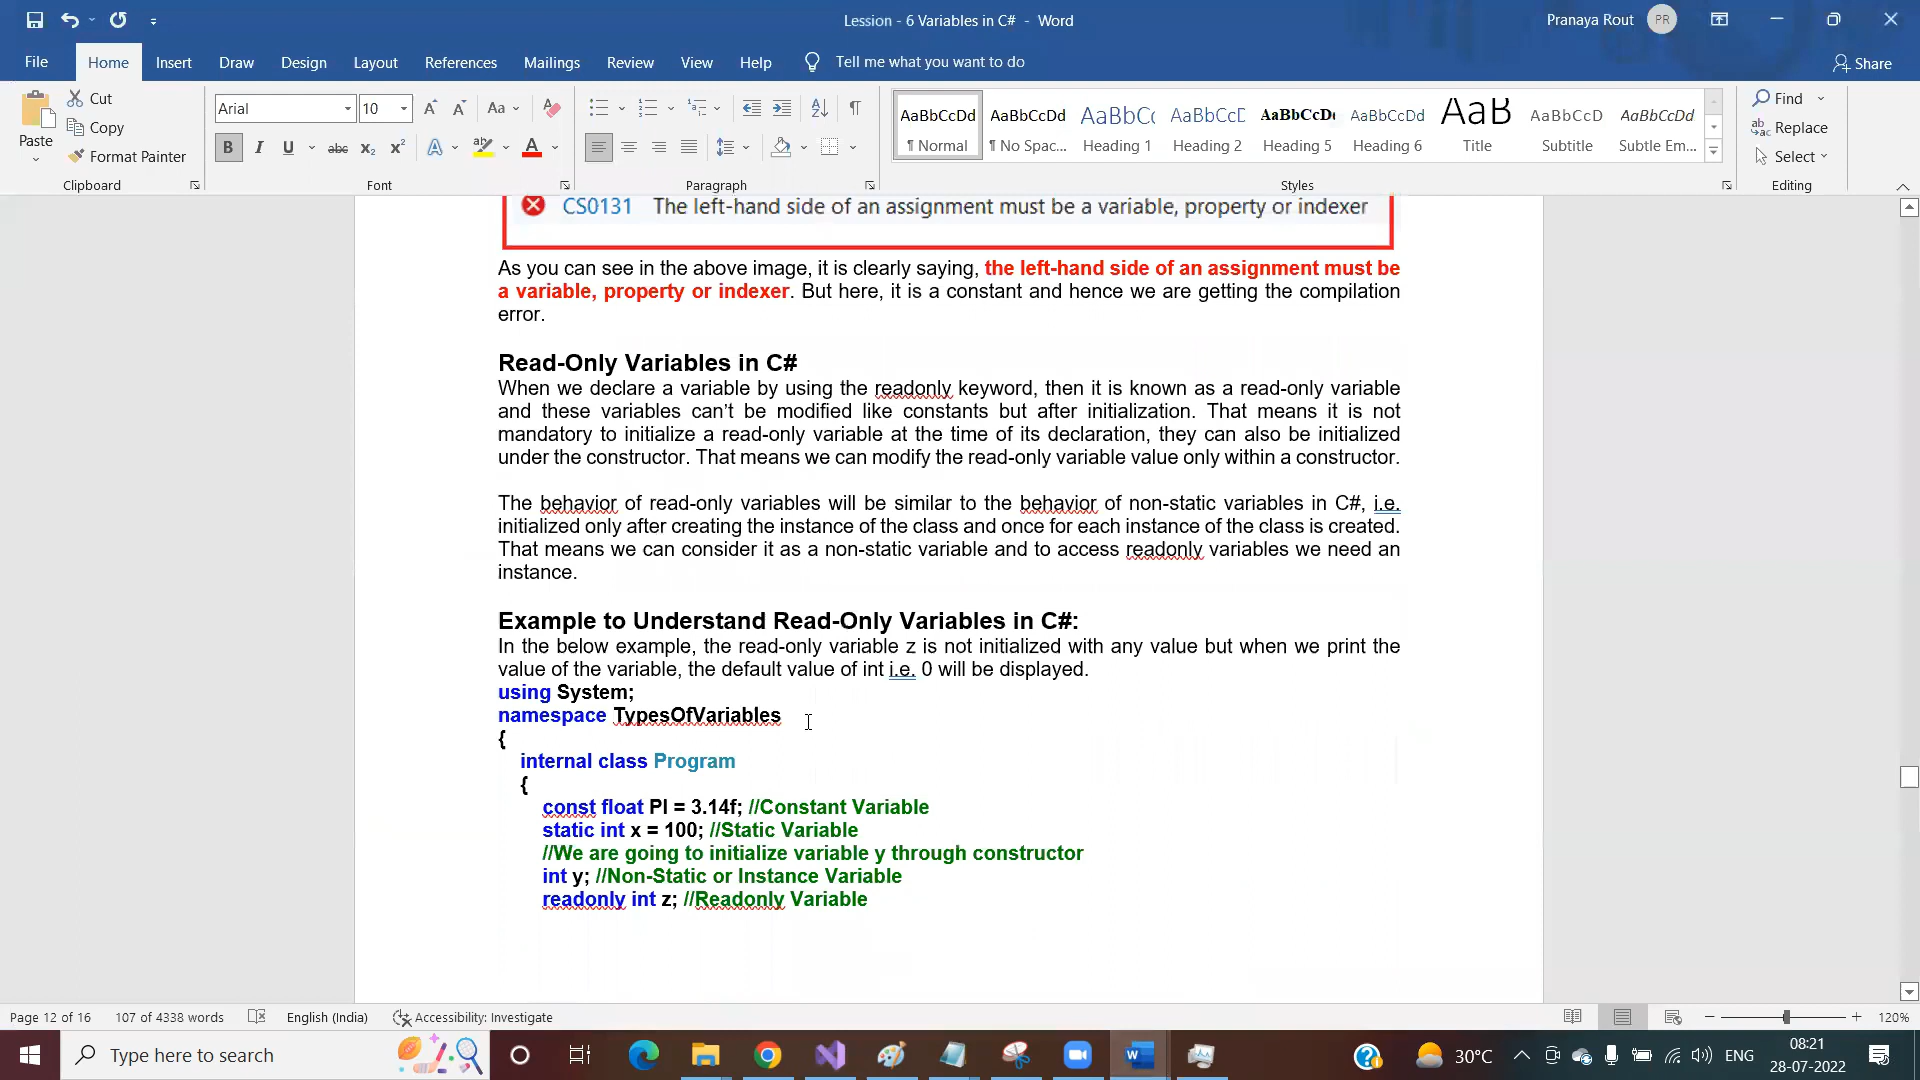 Lession - 6 Variables in C# - Word
Pranaya Rout PR
File Home Insert Draw Design Layout References Mailings Review View Help Tell me what you want to do Share
Paste
Cut
Copy
Format Painter
Clipboard
Arial 10 Aa
B I U abc x₂ x² A ab A
Font
Paragraph
AaBbCcDd AaBbCcDd AaBbCc AaBbCcD AaBbCcDd AaBbCcDd AaB AaBbCcD AaBbCcDd
¶ Normal ¶ No Spac... Heading 1 Heading 2 Heading 5 Heading 6 Title Subtitle Subtle Em...
Styles
Find
Replace
Select
Editing
CS0131 The left-hand side of an assignment must be a variable, property or indexer
As you can see in the above image, it is clearly saying, the left-hand side of an assignment must be
a variable, property or indexer. But here, it is a constant and hence we are getting the compilation
error.
Read-Only Variables in C#
When we declare a variable by using the readonly keyword, then it is known as a read-only variable
and these variables can’t be modified like constants but after initialization. That means it is not
mandatory to initialize a read-only variable at the time of its declaration, they can also be initialized
under the constructor. That means we can modify the read-only variable value only within a constructor.
The behavior of read-only variables will be similar to the behavior of non-static variables in C#, i.e.
initialized only after creating the instance of the class and once for each instance of the class is created.
That means we can consider it as a non-static variable and to access readonly variables we need an
instance.
Example to Understand Read-Only Variables in C#:
In the below example, the read-only variable z is not initialized with any value but when we print the
value of the variable, the default value of int i.e. 0 will be displayed.
using System;
namespace TypesOfVariables
{
internal class Program
{
const float PI = 3.14f; //Constant Variable
static int x = 100; //Static Variable
//We are going to initialize variable y through constructor
int y; //Non-Static or Instance Variable
readonly int z; //Readonly Variable
Page 12 of 16 107 of 4338 words English (India) Accessibility: Investigate 120%
Type here to search
30°C ENG
08:21
28-07-2022